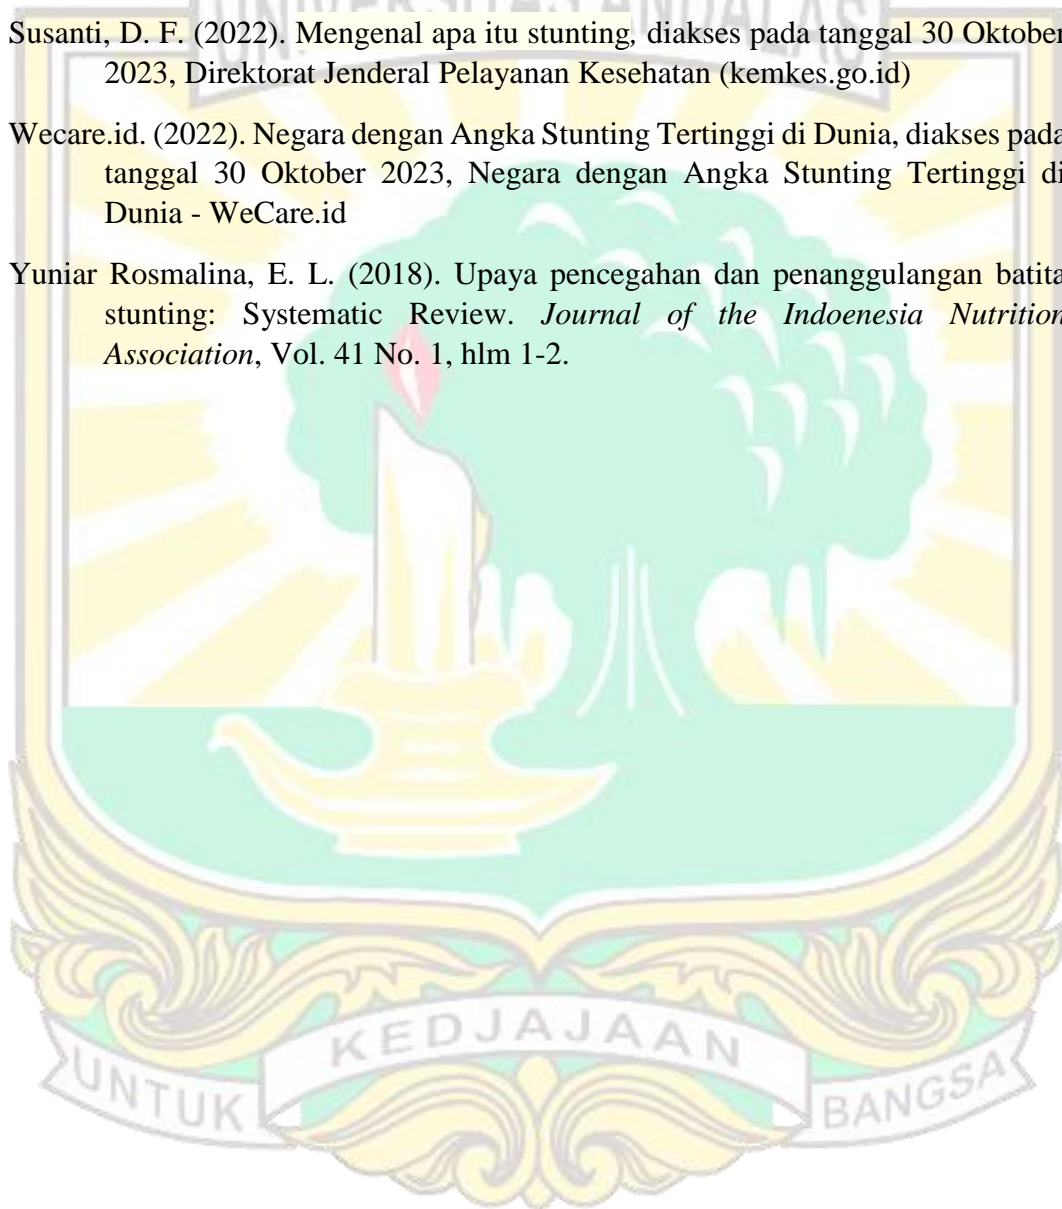 UNIVERSITAS ANDALAS
Susanti, D. F. (2022). Mengenal apa itu stunting, diakses pada tanggal 30 Oktober
2023, Direktorat Jenderal Pelayanan Kesehatan (kemkes.go.id)
Wecare.id. (2022). Negara dengan Angka Stunting Tertinggi di Dunia, diakses pada
tanggal 30 Oktober 2023, Negara dengan Angka Stunting Tertinggi di
Dunia - WeCare.id
Yuniar Rosmalina, E. L. (2018). Upaya pencegahan dan penanggulangan batita
stunting: Systematic Review. Journal of the Indoenesia Nutrition
Association, Vol. 41 No. 1, hlm 1-2.
UNTUK KEDJAJAAN BANGSA